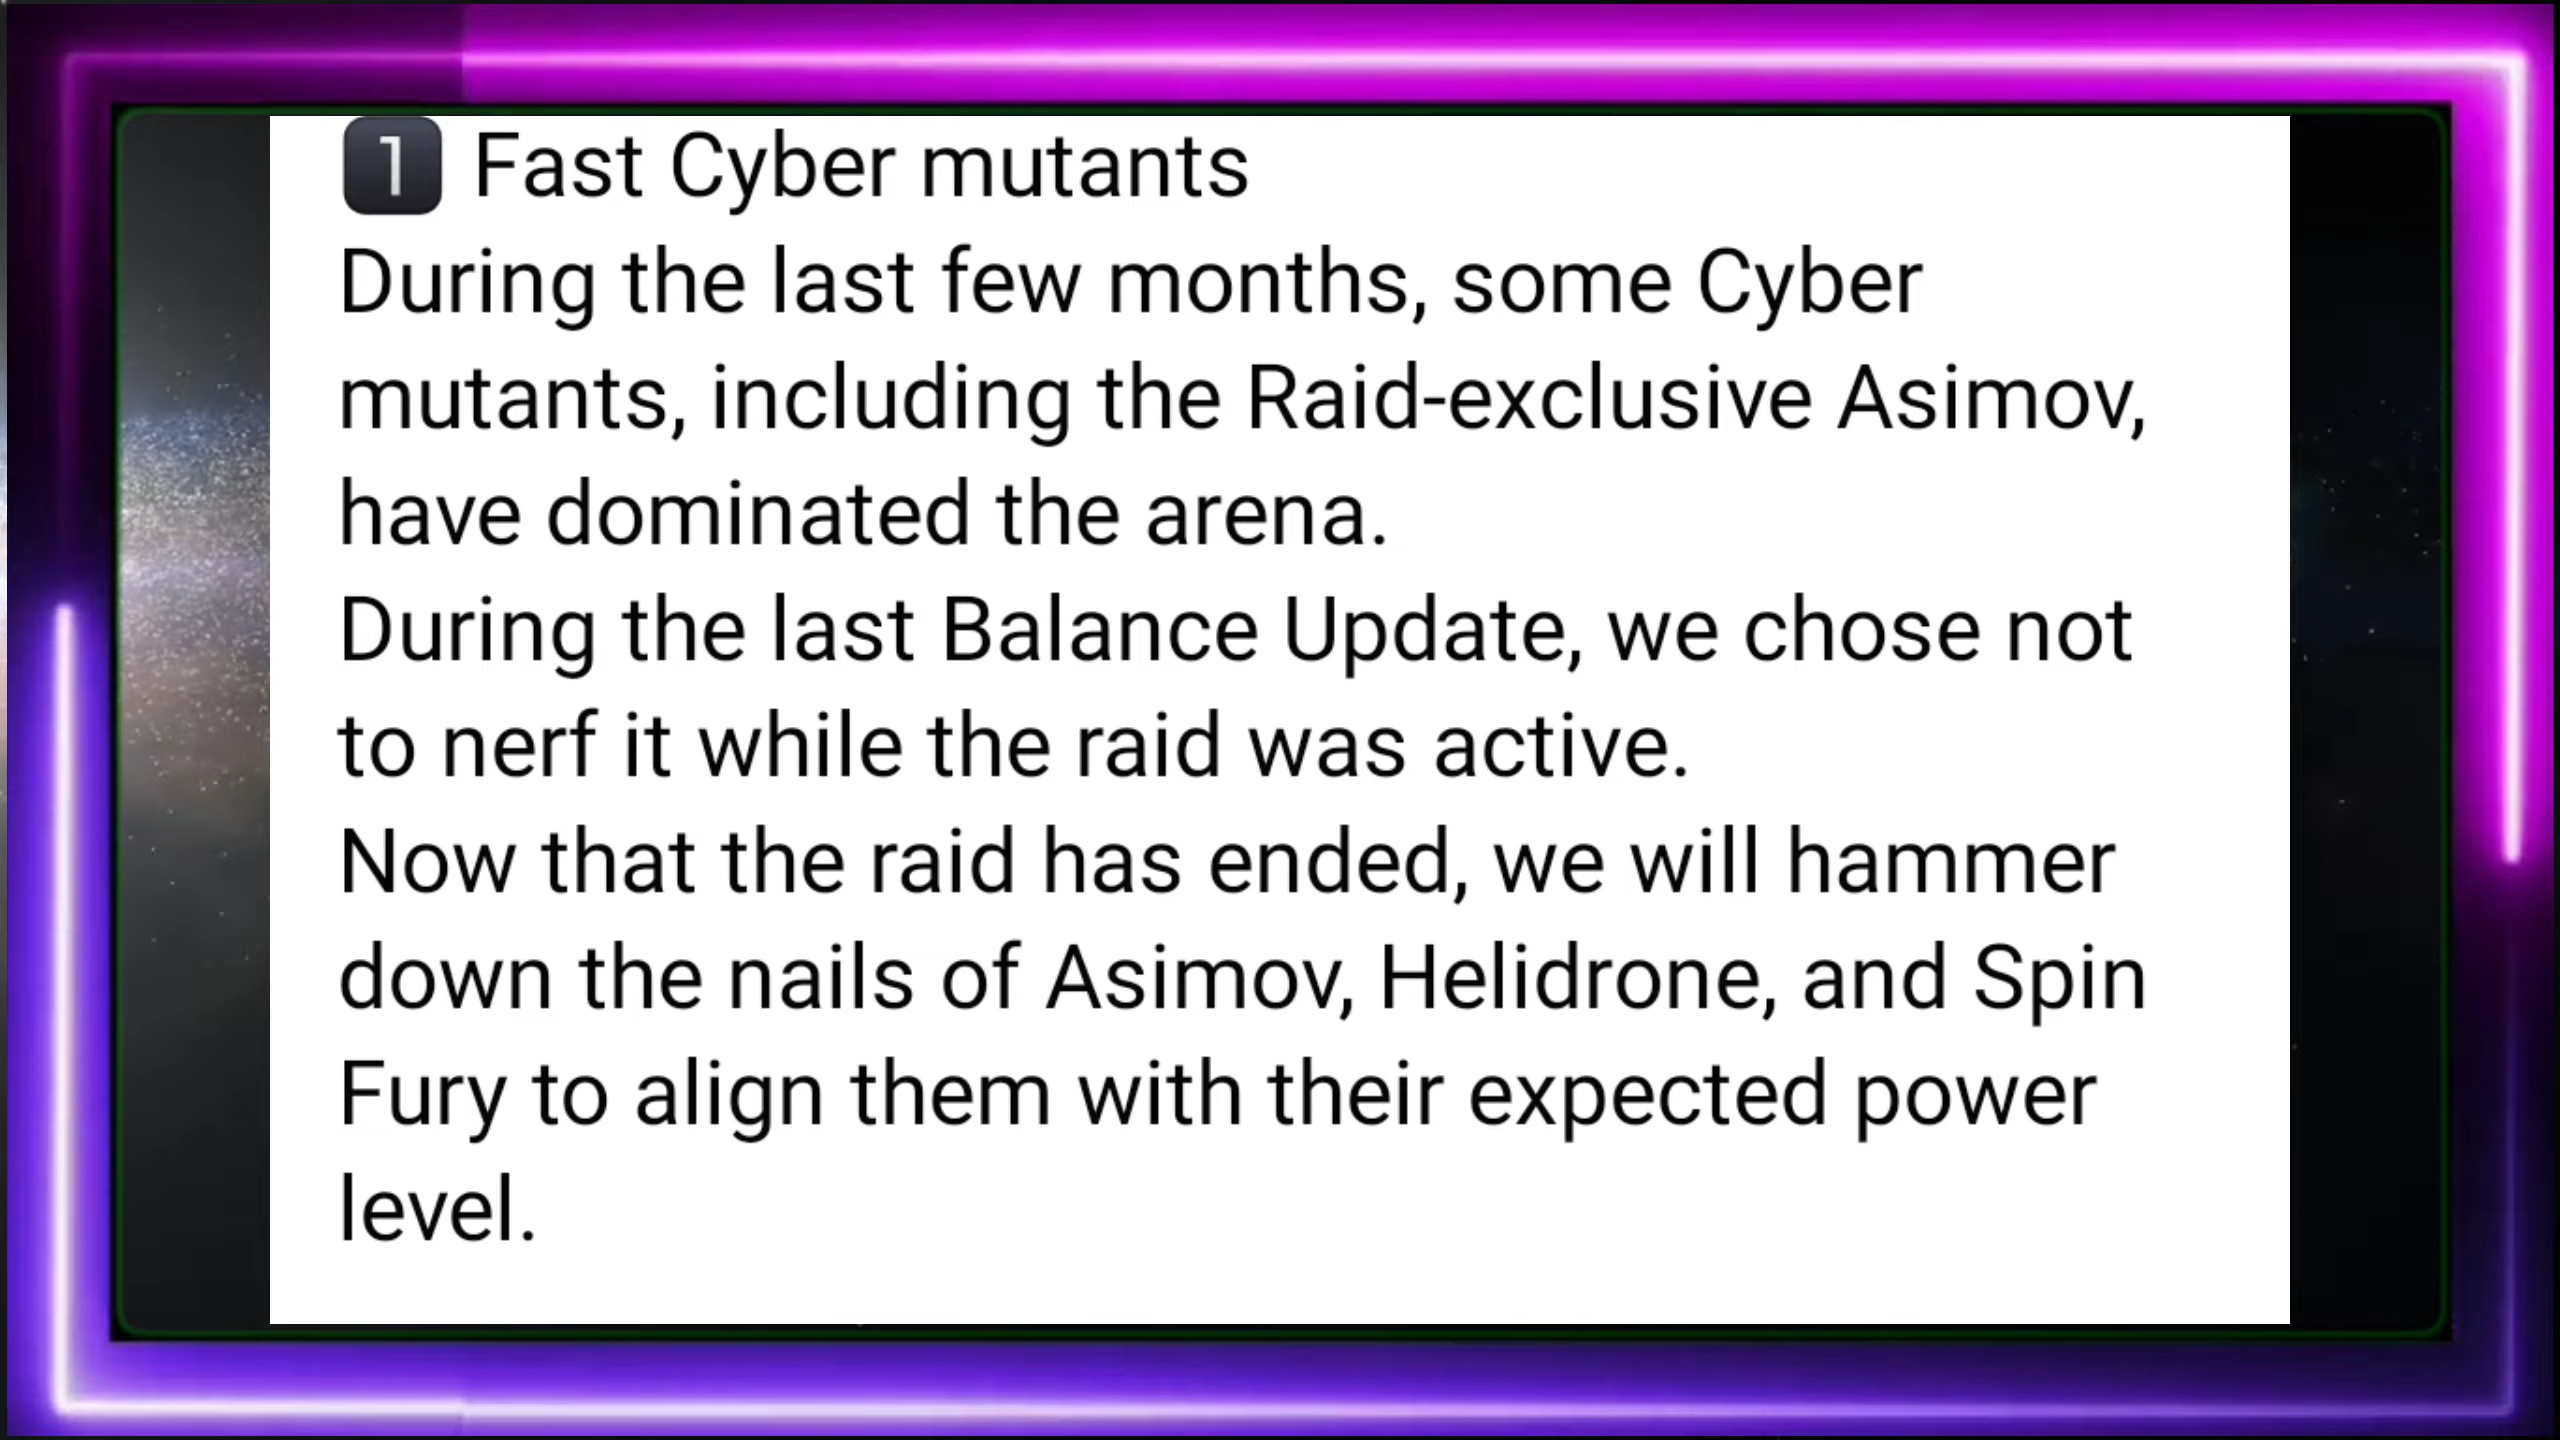 1 Fast Cyber mutants
During the last few months, some Cyber
mutants, including the Raid-exclusive Asimov,
have dominated the arena.
During the last Balance Update, we chose not
to nerf it while the raid was active.
Now that the raid has ended, we will hammer
down the nails of Asimov, Helidrone, and Spin
Fury to align them with their expected power
level.